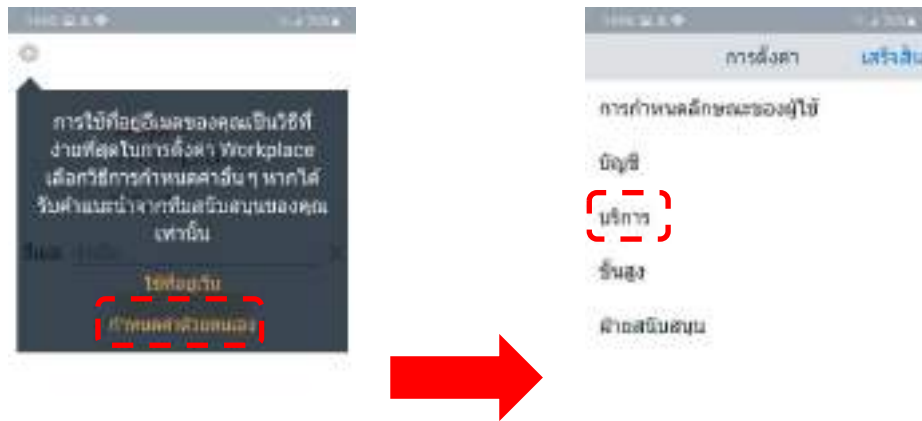 การใช้ที่อยู่อีเมลของคุณเป็นวิธีที่
ง่ายที่สุดในการตั้งค่า Workplace
เลือกวิธีการกำหนดค่าอื่น ๆ หากได้
รับคำแนะนำจากทีมสนับสนุนของคุณ
เท่านั้น
ใช้ที่อยู่เว็บ
กำหนดค่าด้วยตนเอง
การตั้งค่า
เสร็จสิ้น
การกำหนดลักษณะของผู้ใช้
บัญชี
บริการ
ขั้นสูง
ฝ่ายสนับสนุน